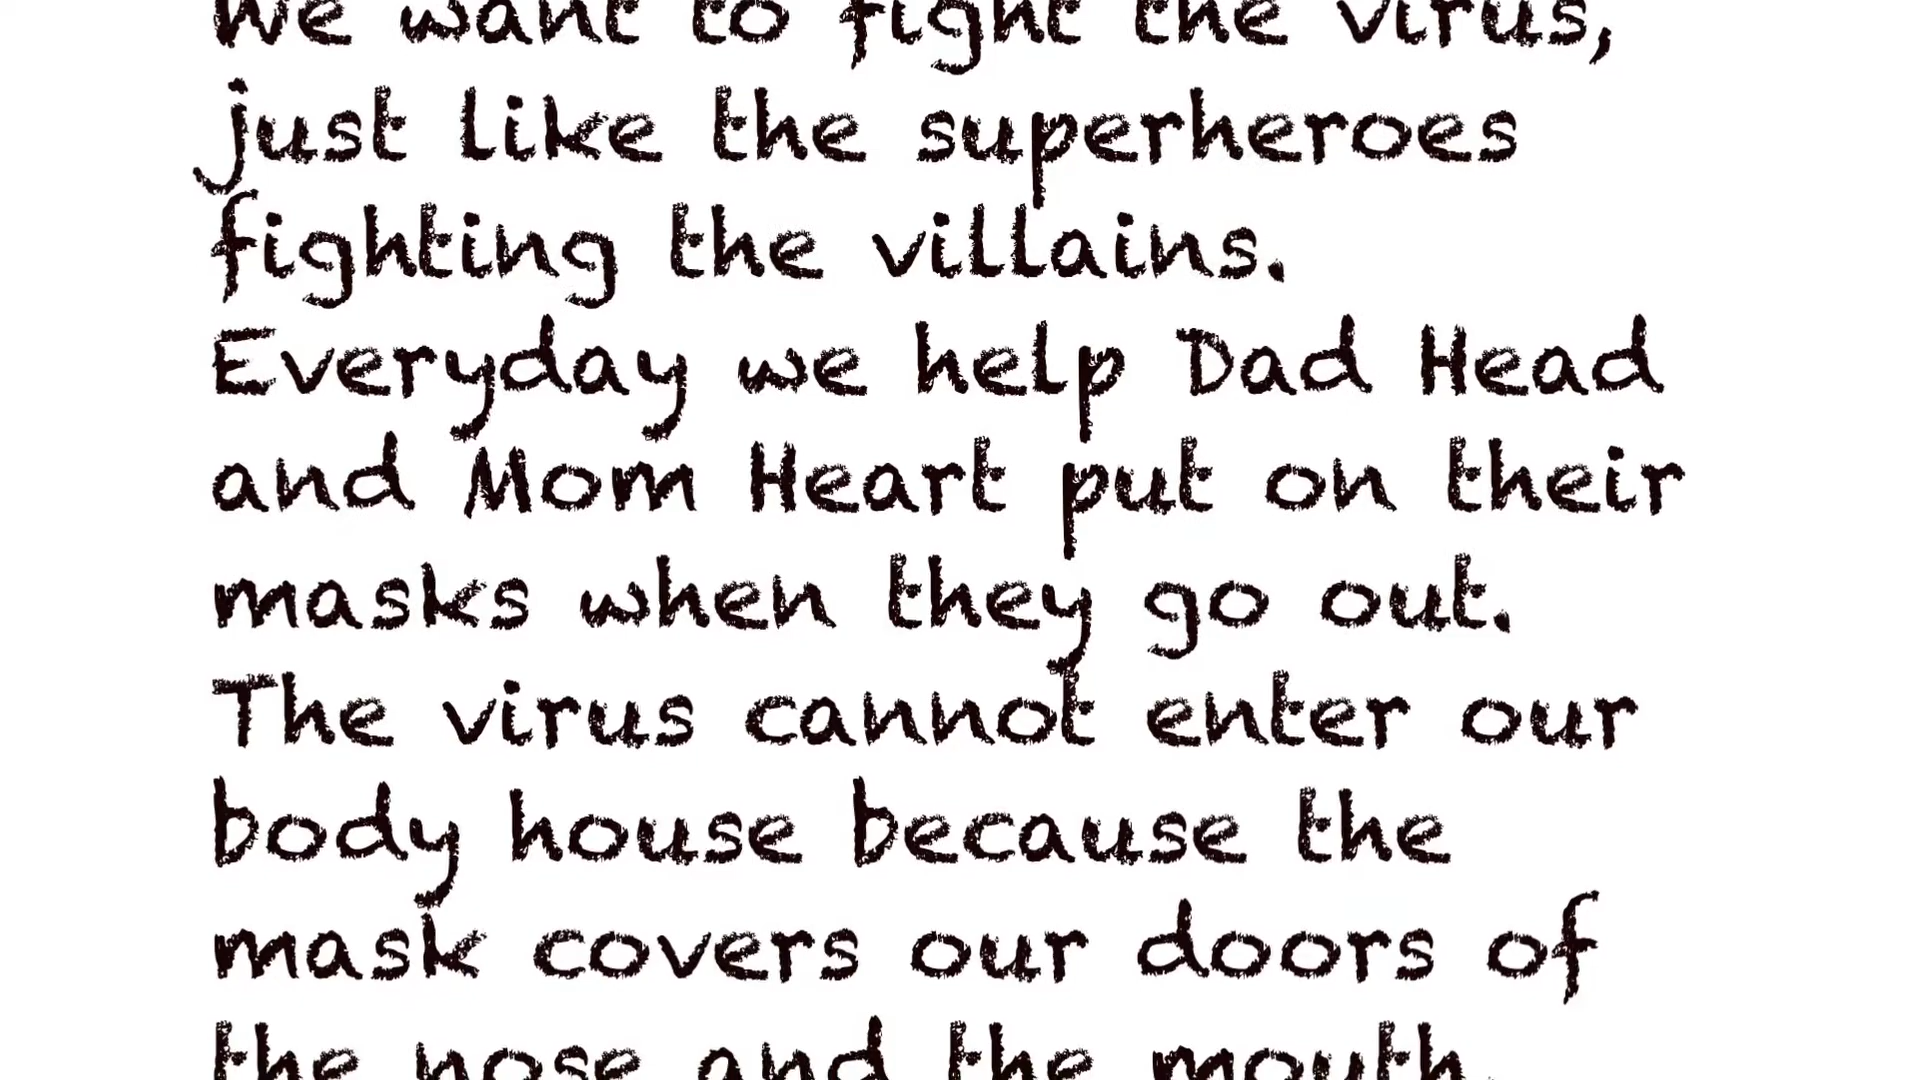 We want to fight the virus,
just like the superheroes
fighting the villains.
Everyday we help Dad Head
and Mom Heart put on their
masks when they go out.
The virus cannot enter our
body house because the
mask covers our doors of
the nose and the mouth.